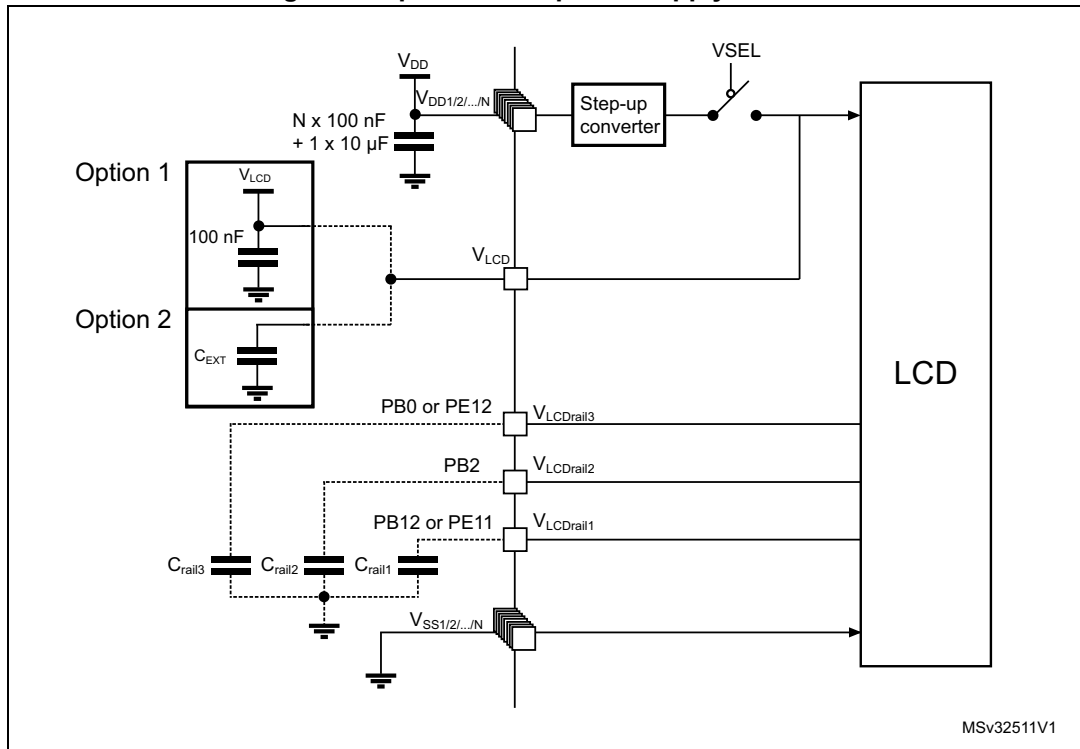 VSEL
VDD
VDD1/2/.../N
Step-up
converter
N x 100 nF
+ 1 x 10 µF
Option 1
VLCD
100 nF
VLCD
Option 2
CEXT
LCD
PB0 or PE12
VLCDrail3
PB2
VLCDrail2
PB12 or PE11
VLCDrail1
Crail3
Crail2
Crail1
VSS1/2/.../N
MSv32511V1